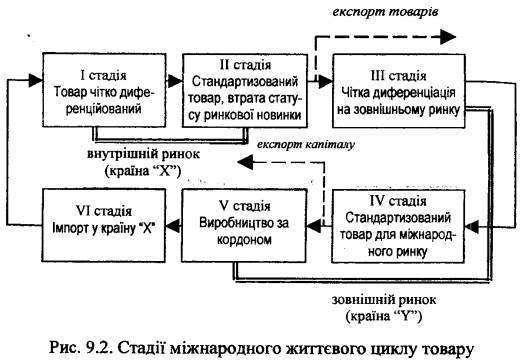 експорт товарів
I стадія
Товар чітко дифе-
ренційований
II стадія
Стандартизований
товар, втрата стату-
су ринкової новинки
III стадія
Чітка диференціація
на зовнішньому ринку
внутрішній ринок
(країна “X”)
експорт капіталу
VI стадія
Імпорт у країну “X”
V стадія
Виробництво за
кордоном
IV стадія
Стандартизований
товар для міжнарод-
ного ринку
зовнішній ринок
(країна “Y”)
Рис. 9.2. Стадії міжнародного життєвого циклу товару